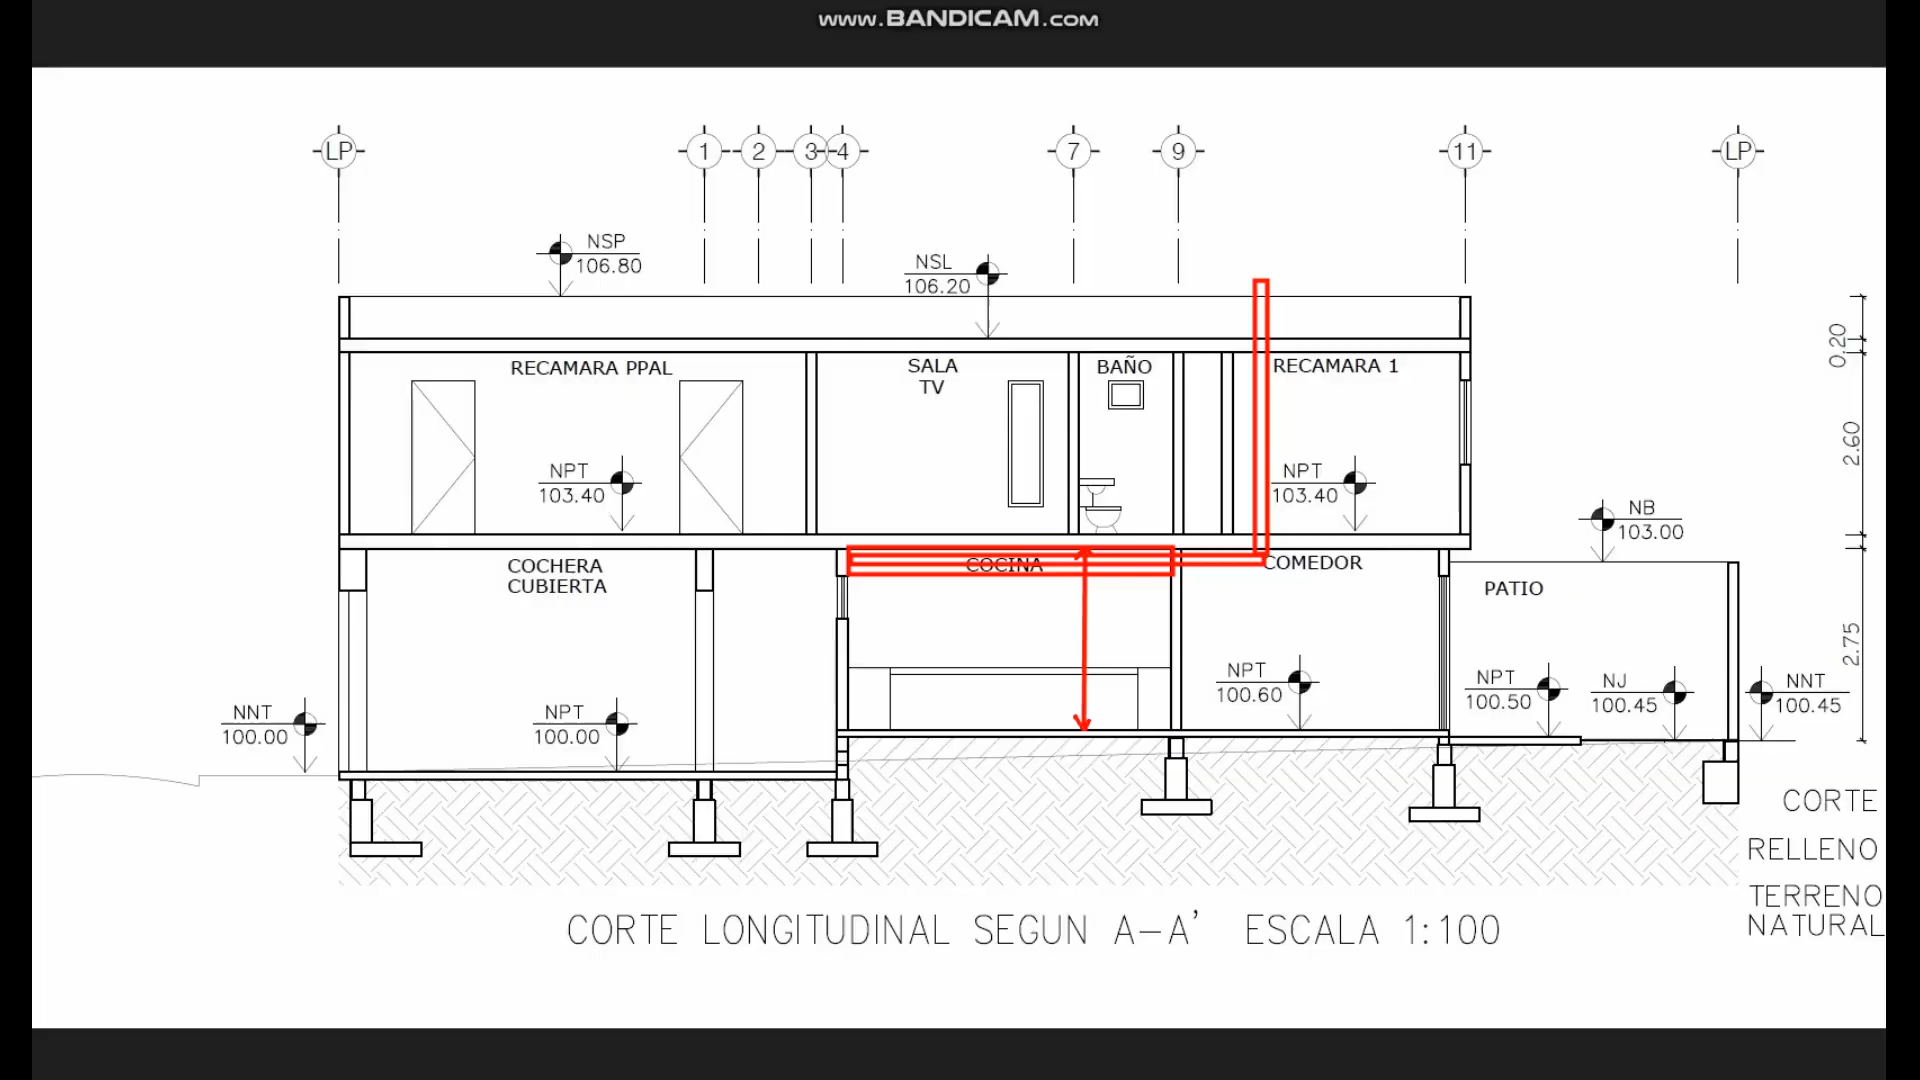 www.BANDICAM.com
LP
1
2
3
4
7
9
11
LP
NSP
106.80
NSL
106.20
0.20
RECAMARA PPAL
SALA
TV
BAÑO
RECAMARA 1
2.60
NPT
103.40
NPT
103.40
NB
103.00
COCHERA
CUBIERTA
COCINA
COMEDOR
PATIO
2.75
NNT
100.00
NPT
100.00
NPT
100.60
NPT
100.50
NJ
100.45
NNT
100.45
CORTE
RELLENO
TERRENO
NATURAL
CORTE LONGITUDINAL SEGUN A-A' ESCALA 1:100